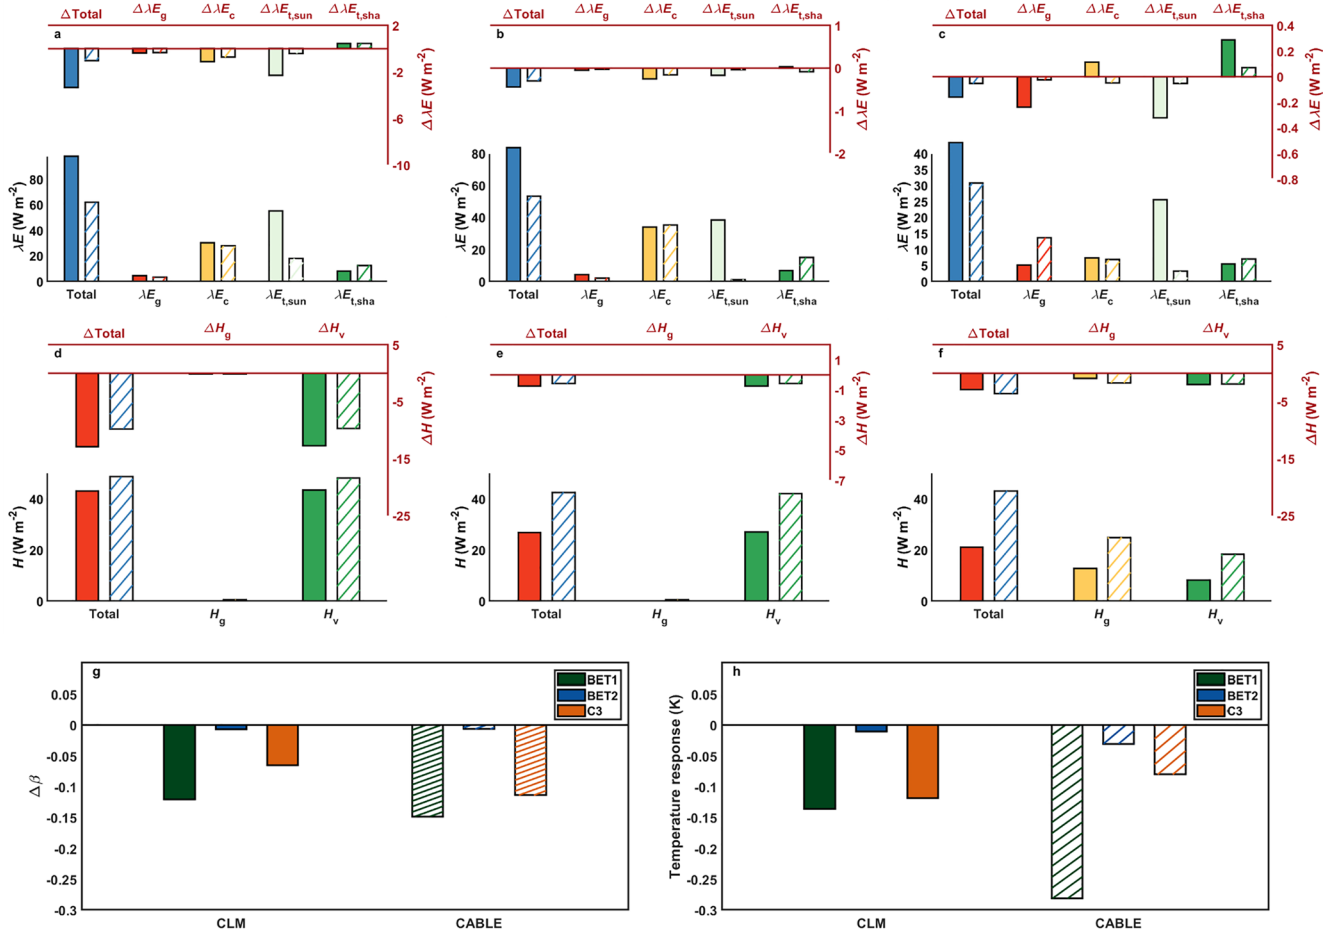 ΔTotal ΔλEg ΔλEc ΔλEt,sun ΔλEt,sha
a
2
-2
-6
-10
ΔλE (W m-2)
80
60
40
20
0
λE (W m-2)
Total λEg λEc λEt,sun λEt,sha
ΔTotal ΔλEg ΔλEc ΔλEt,sun ΔλEt,sha
b
1
0
-1
-2
ΔλE (W m-2)
80
60
40
20
0
λE (W m-2)
Total λEg λEc λEt,sun λEt,sha
ΔTotal ΔλEg ΔλEc ΔλEt,sun ΔλEt,sha
c
0.4
0.2
0
-0.2
-0.4
-0.6
-0.8
ΔλE (W m-2)
40
35
30
25
20
15
10
5
0
λE (W m-2)
Total λEg λEc λEt,sun λEt,sha
ΔTotal ΔHg ΔHv
d
5
-5
-15
-25
ΔH (W m-2)
40
20
0
H (W m-2)
Total Hg Hv
ΔTotal ΔHg ΔHv
e
1
-1
-3
-5
-7
ΔH (W m-2)
40
20
0
H (W m-2)
Total Hg Hv
ΔTotal ΔHg ΔHv
f
5
-5
-15
-25
ΔH (W m-2)
40
20
0
H (W m-2)
Total Hg Hv
g
BET1
BET2
C3
0.05
0
-0.05
-0.1
-0.15
-0.2
-0.25
-0.3
Δβ
CLM CABLE
h
BET1
BET2
C3
0.05
0
-0.05
-0.1
-0.15
-0.2
-0.25
-0.3
Temperature response (K)
CLM CABLE